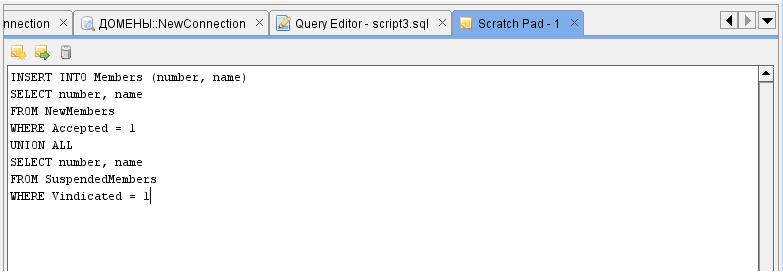 nnection ДОМЕНЫ::NewConnection Query Editor - script3.sql Scratch Pad - 1
INSERT INTO Members (number, name)
SELECT number, name
FROM NewMembers
WHERE Accepted = 1
UNION ALL
SELECT number, name
FROM SuspendedMembers
WHERE Vindicated = 1